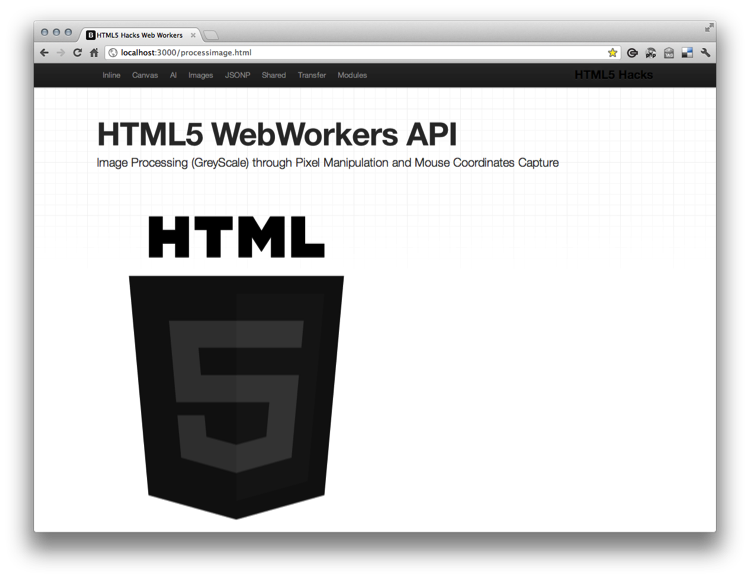 HTML5 Hacks Web Workers
localhost:3000/processimage.html
Inline Canvas AI Images JSONP Shared Transfer Modules HTML5 Hacks
HTML5 WebWorkers API
Image Processing (GreyScale) through Pixel Manipulation and Mouse Coordinates Capture
HTML
5